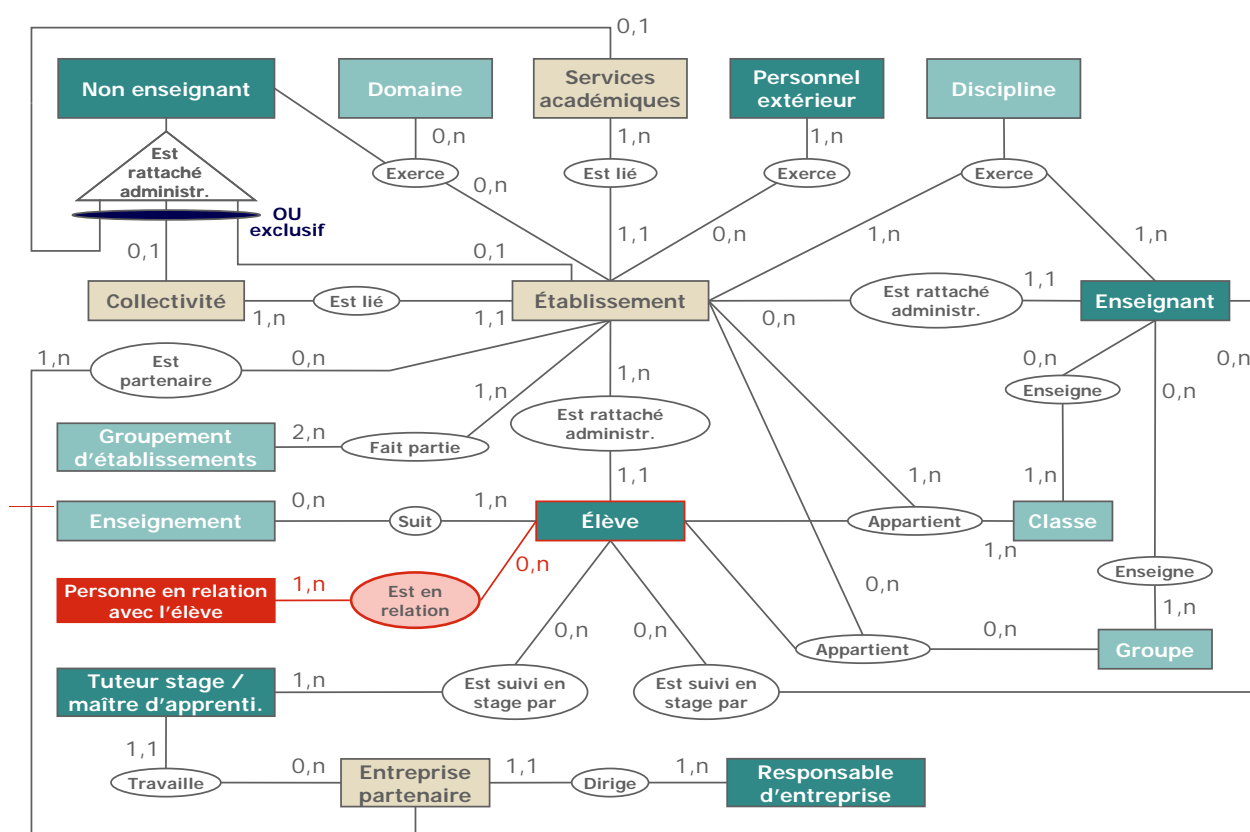 0,1
Non enseignant
Domaine
Services
académiques
Personnel
extérieur
Discipline
0,n
1,n
1,n
Est
rattaché
administr.
Exerce
Est lié
Exerce
Exerce
0,n
OU
exclusif
0,1
0,1
1,1
0,n
1,n
1,n
Collectivité
Est lié
Établissement
Est rattaché
administr.
1,1
Enseignant
1,n
1,1
0,n
1,n
Est
partenaire
0,n
1,n
1,n
0,n
Enseigne
0,n
0,n
Groupement
d'établissements
2,n
Fait partie
Est rattaché
administr.
1,1
1,n
1,n
Enseignement
0,n
Suit
1,n
Élève
Appartient
Classe
1,n
Personne en relation
avec l'élève
1,n
Est en
relation
0,n
0,n
Enseigne
1,n
0,n
0,n
Appartient
0,n
Groupe
Tuteur stage /
maître d'apprenti.
1,n
Est suivi en
stage par
Est suivi en
stage par
1,1
Travaille
0,n
Entreprise
partenaire
1,1
Dirige
1,n
Responsable
d'entreprise